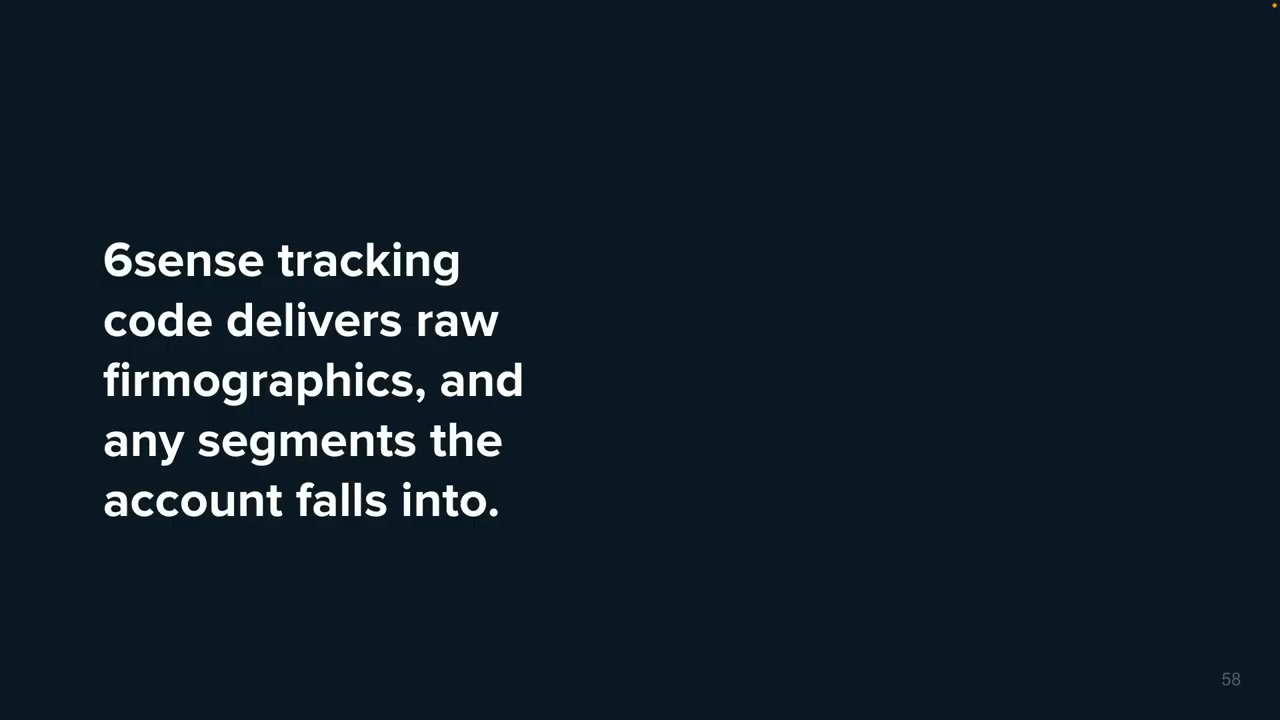 6sense tracking
code delivers raw
firmographics, and
any segments the
account falls into.
58